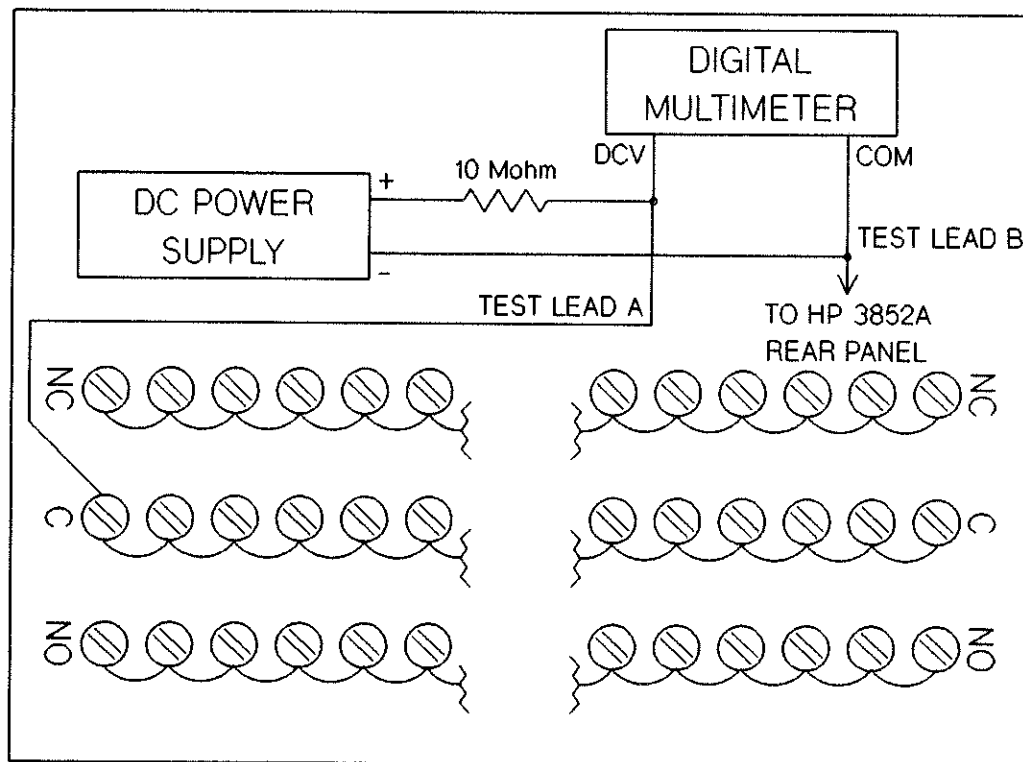 DIGITAL
MULTIMETER
DCV
COM
10 Mohm
+
DC POWER
SUPPLY
-
TEST LEAD B
TEST LEAD A
TO HP 3852A
REAR PANEL
NC
NC
C
C
NO
NO